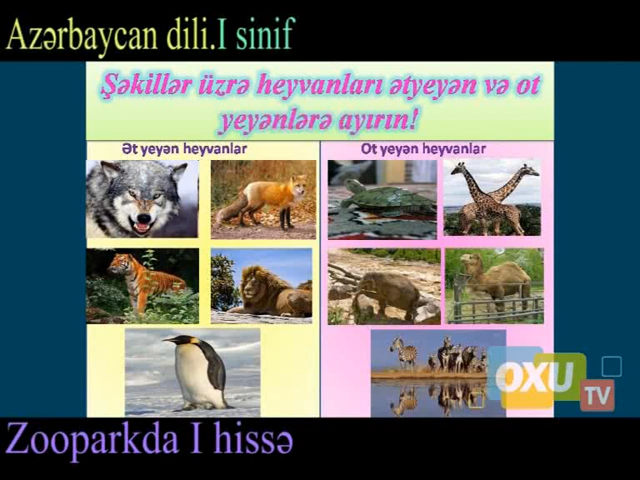 Azərbaycan dili.I sinif
Şəkillər üzrə heyvanları ətyeyən və ot
yeyənlərə ayırın!
Ət yeyən heyvanlar
Ot yeyən heyvanlar
OXU
TV
Zooparkda I hissə